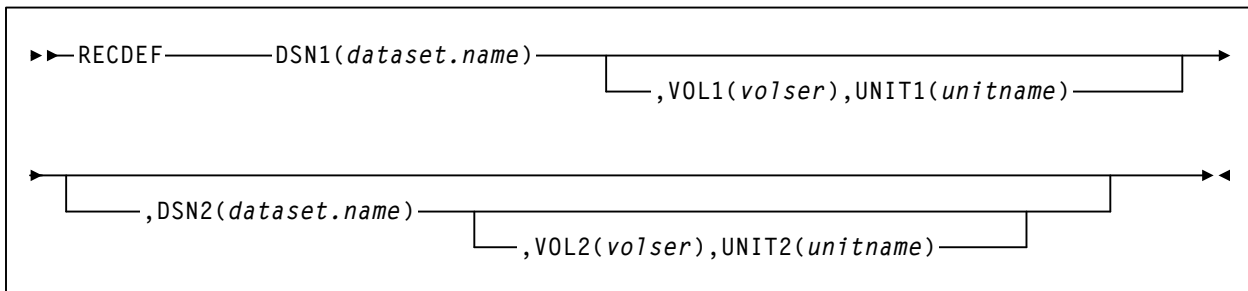 RECDEF DSN1(dataset.name)
,VOL1(volser),UNIT1(unitname)
,DSN2(dataset.name)
,VOL2(volser),UNIT2(unitname)